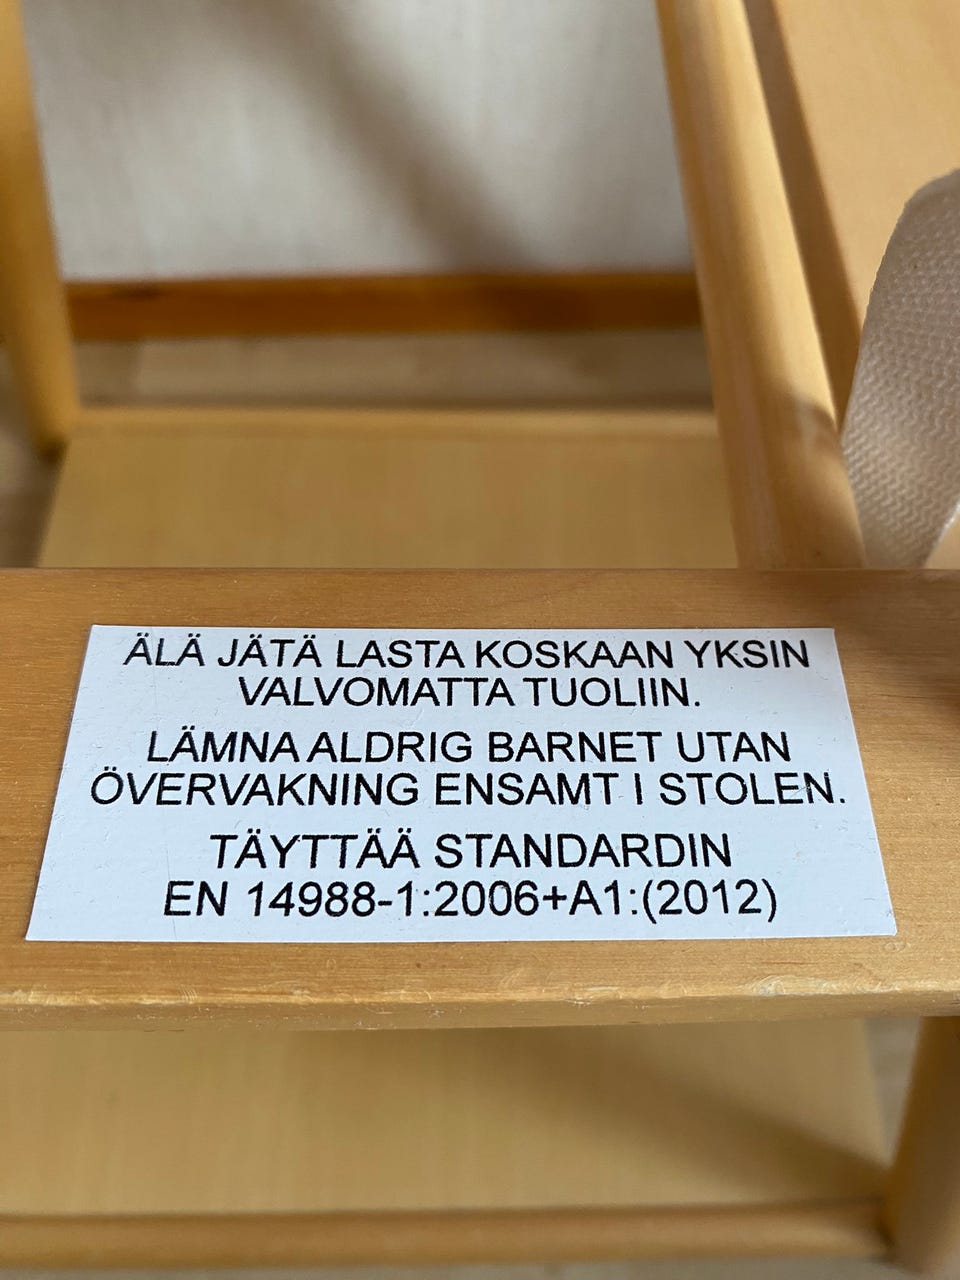 ÄLÄ JÄTÄ LASTA KOSKAAN YKSIN
VALVOMATTA TUOLIIN.
LÄMNA ALDRIG BARNET UTAN
ÖVERVAKNING ENSAMT I STOLEN.
TÄYTTÄÄ STANDARDIN
EN 14988-1:2006+A1:(2012)